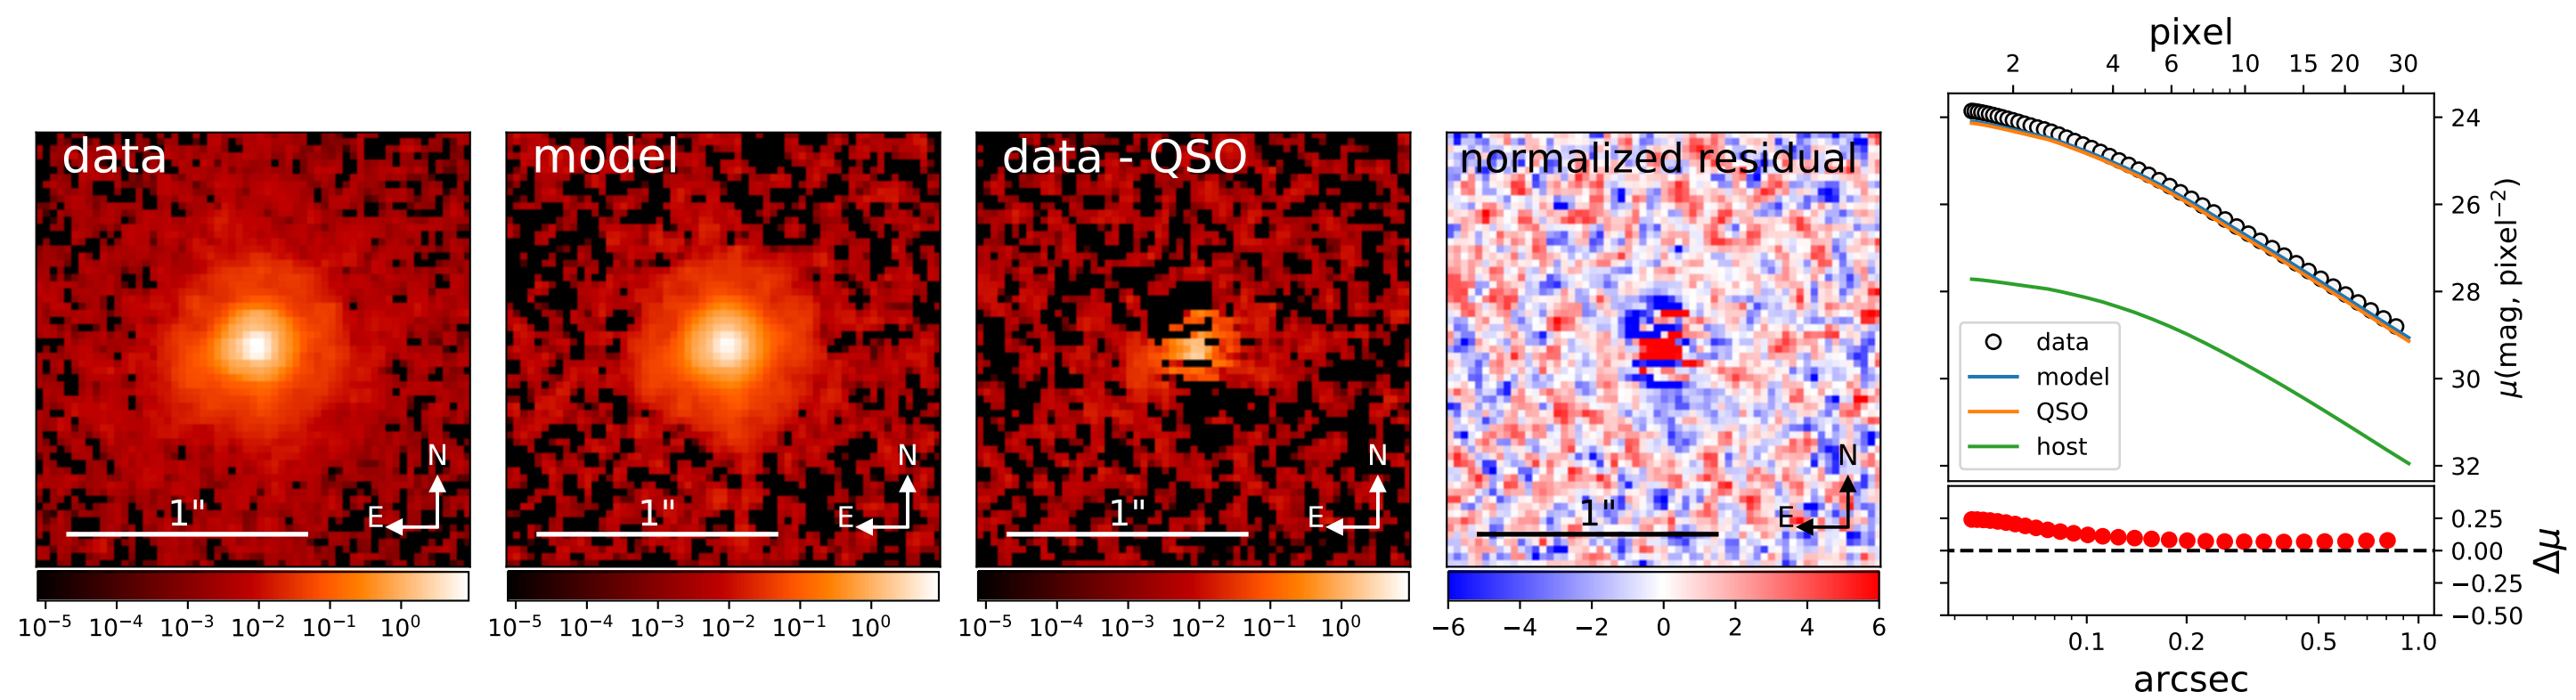 data
N
E
1"
10⁻⁵ 10⁻⁴ 10⁻³ 10⁻² 10⁻¹ 10⁰
model
N
E
1"
10⁻⁵ 10⁻⁴ 10⁻³ 10⁻² 10⁻¹ 10⁰
data - QSO
N
E
1"
10⁻⁵ 10⁻⁴ 10⁻³ 10⁻² 10⁻¹ 10⁰
normalized residual
N
E
1"
−6 −4 −2 0 2 4 6
pixel
2 4 6 10 15 20 30
24
26
28
30
32
μ(mag, pixel⁻²)
data
model
QSO
host
0.25
0.00
−0.25
−0.50
Δμ
0.1 0.2 0.5 1.0
arcsec